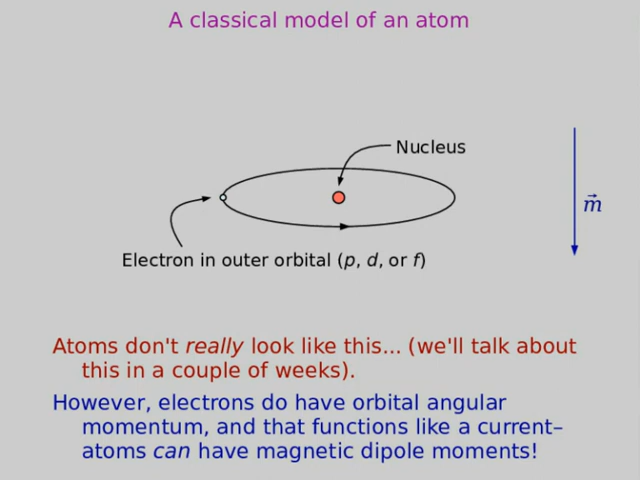 A classical model of an atom
Nucleus
m⃗
Electron in outer orbital (p, d, or f)
Atoms don't really look like this... (we'll talk about
this in a couple of weeks).
However, electrons do have orbital angular
momentum, and that functions like a current–
atoms can have magnetic dipole moments!